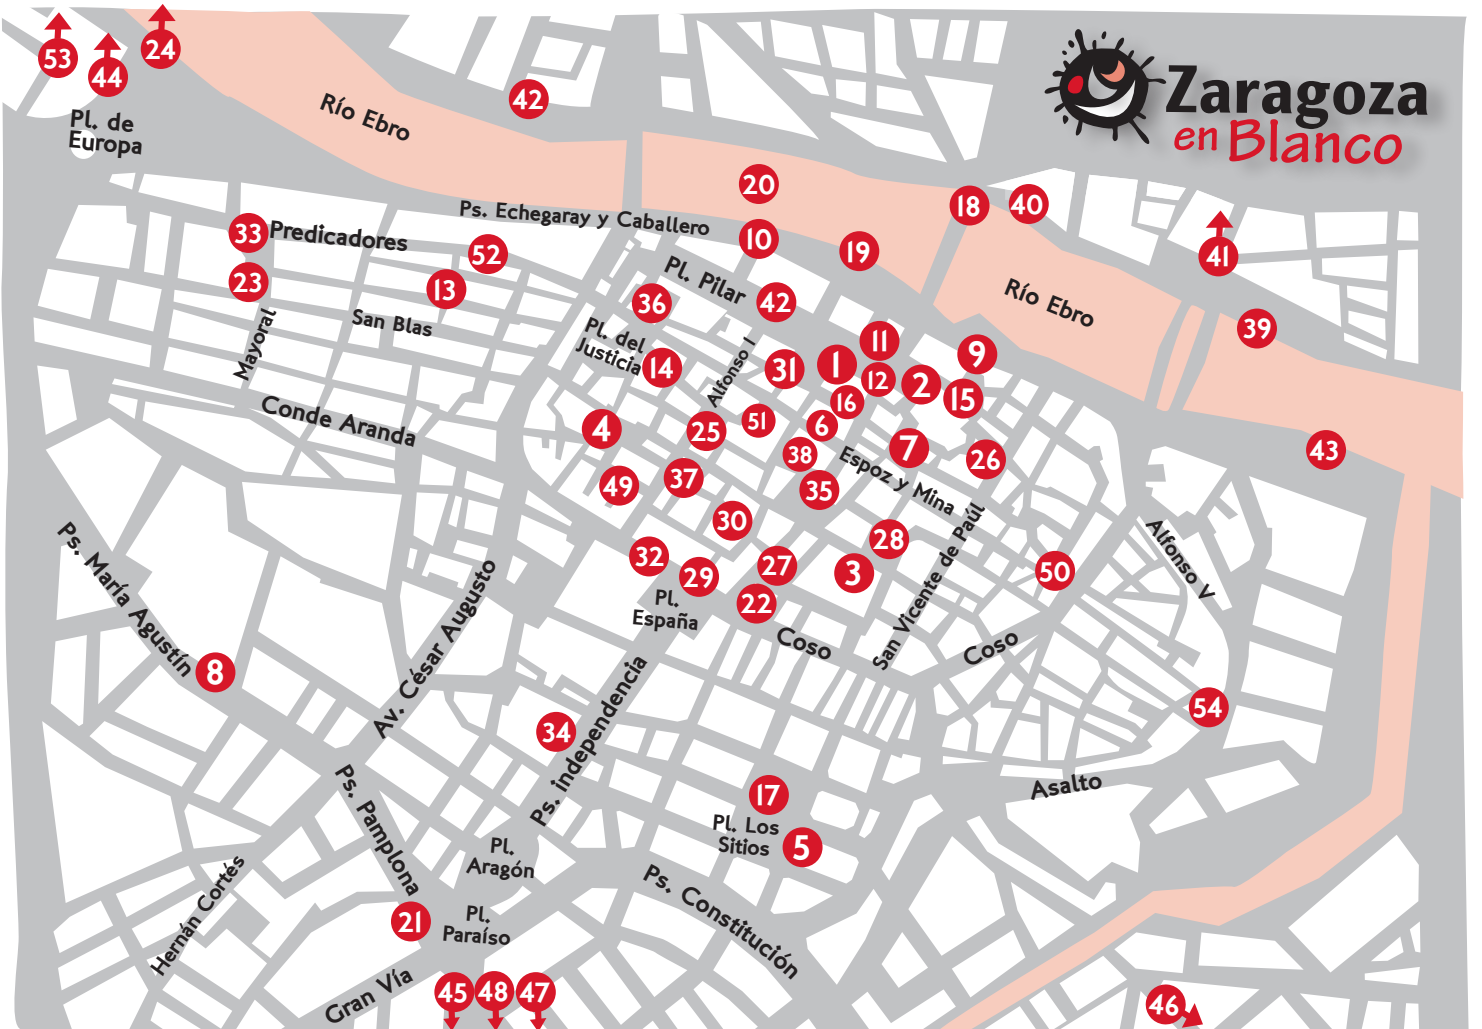 53
44
24
42
Zaragoza
en Blanco
Pl. de
Europa
Río Ebro
20
18
40
41
33
Predicadores
Ps. Echegaray y Caballero
52
10
19
23
13
Pl. Pilar
36
42
Río Ebro
39
Mayoral
San Blas
Pl. del
Justicia
14
Alfonso I
31
1
11
12
2
9
15
16
Conde Aranda
4
25
51
6
38
7
26
43
49
37
35
Espoz y Mina
30
28
San Vicente de Paúl
Alfonso V
50
32
29
27
22
3
Pl.
España
Coso
Coso
Ps. María Agustín
8
Av. César Augusto
54
34
Ps. independencia
17
Pl. Los
Sitios
5
Asalto
Ps. Pamplona
Pl.
Aragón
Hernán Cortés
21
Pl.
Paraíso
Ps. Constitución
Gran Vía
45
48
47
46